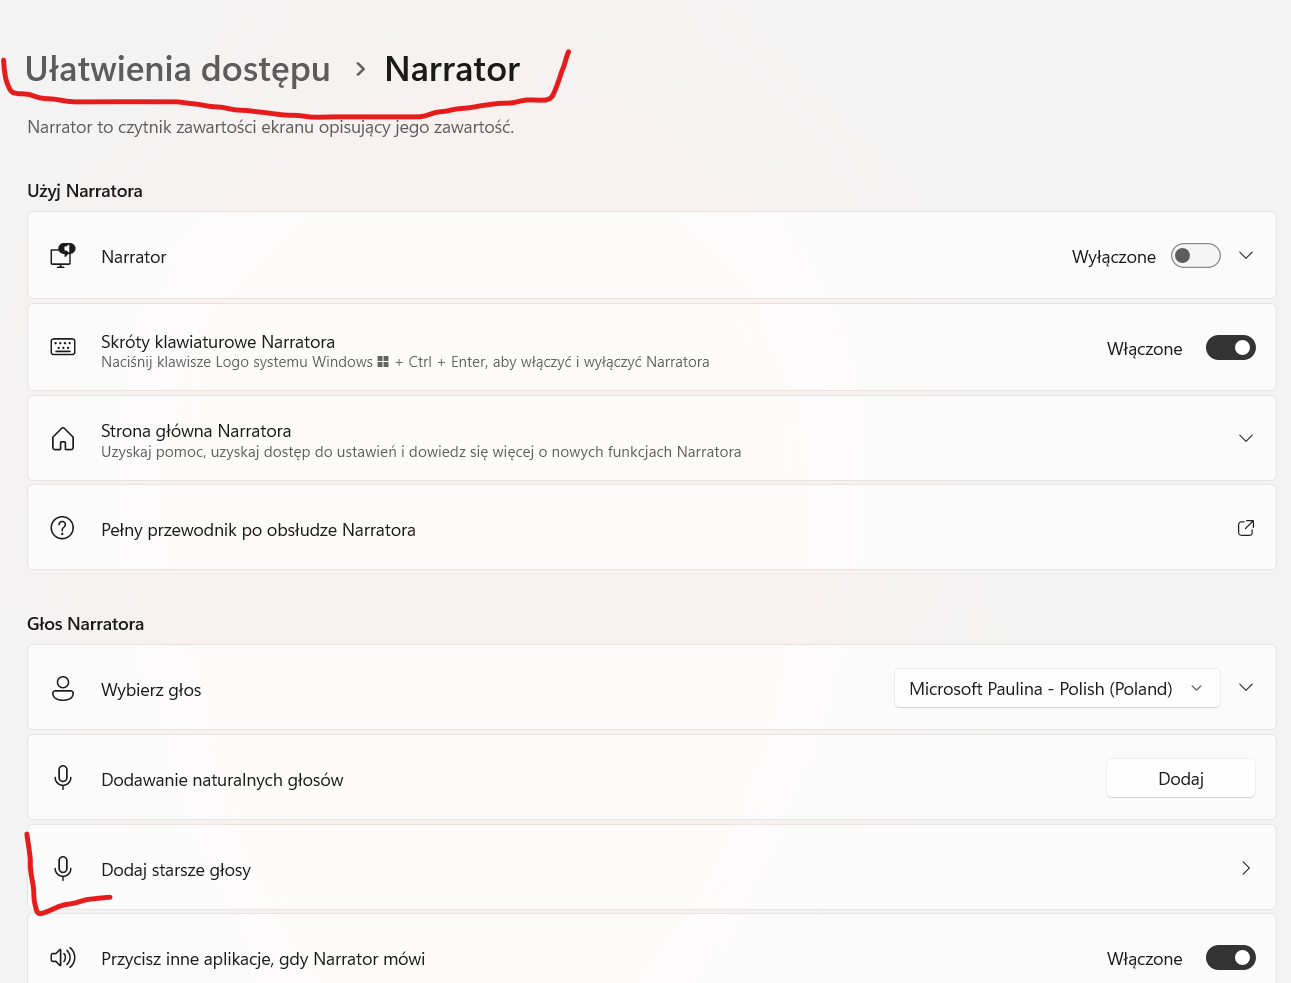 Ułatwienia dostępu > Narrator
Narrator to czytnik zawartości ekranu opisujący jego zawartość.
Użyj Narratora
Narrator Wyłączone
Skróty klawiaturowe Narratora
Naciśnij klawisze Logo systemu Windows + Ctrl + Enter, aby włączyć i wyłączyć Narratora
Włączone
Strona główna Narratora
Uzyskaj pomoc, uzyskaj dostęp do ustawień i dowiedz się więcej o nowych funkcjach Narratora
Pełny przewodnik po obsłudze Narratora
Głos Narratora
Wybierz głos Microsoft Paulina - Polish (Poland)
Dodawanie naturalnych głosów Dodaj
Dodaj starsze głosy
Przycisz inne aplikacje, gdy Narrator mówi Włączone